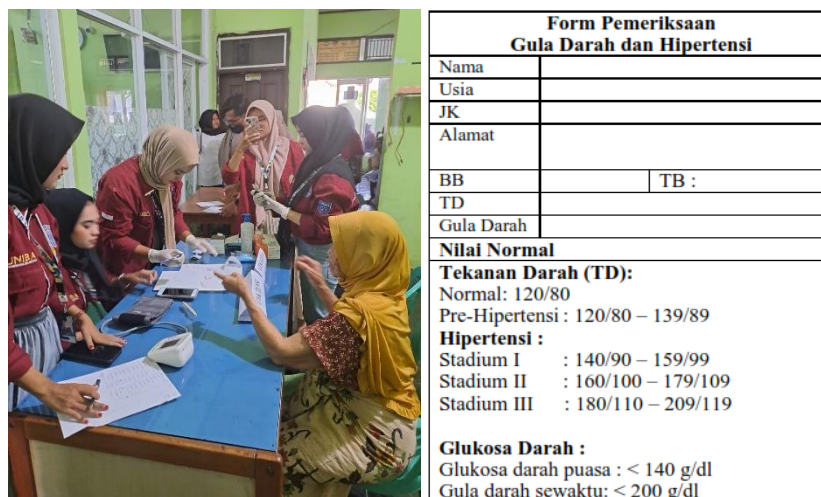 UNIBA
Form Pemeriksaan
Gula Darah dan Hipertensi
Nama
Usia
JK
Alamat
BB TB :
TD
Gula Darah
Nilai Normal
Tekanan Darah (TD):
Normal: 120/80
Pre-Hipertensi : 120/80 – 139/89
Hipertensi :
Stadium I : 140/90 – 159/99
Stadium II : 160/100 – 179/109
Stadium III : 180/110 – 209/119
Glukosa Darah :
Glukosa darah puasa : < 140 g/dl
Gula darah sewaktu: < 200 g/dl